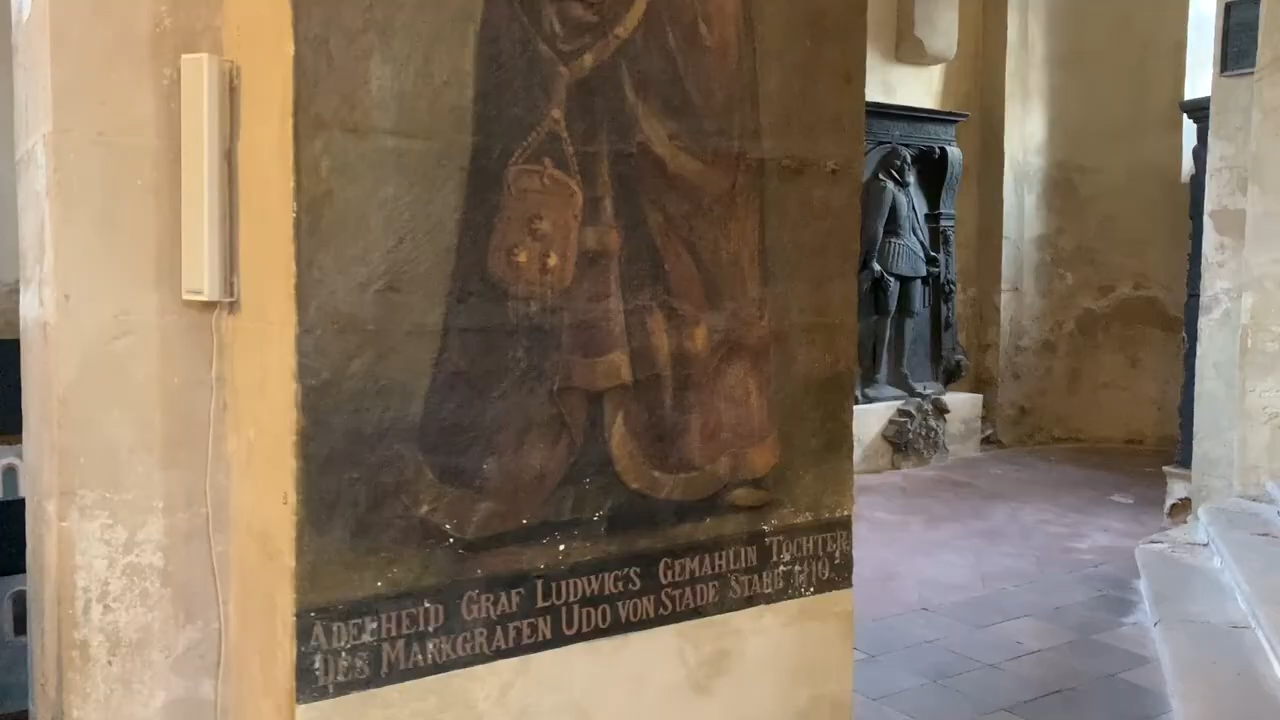 ADELHEID GRAF LUDWIG'S GEMAHLIN TOCHTER
DES MARKGRAFEN UDO VON STADE STARB 1110.